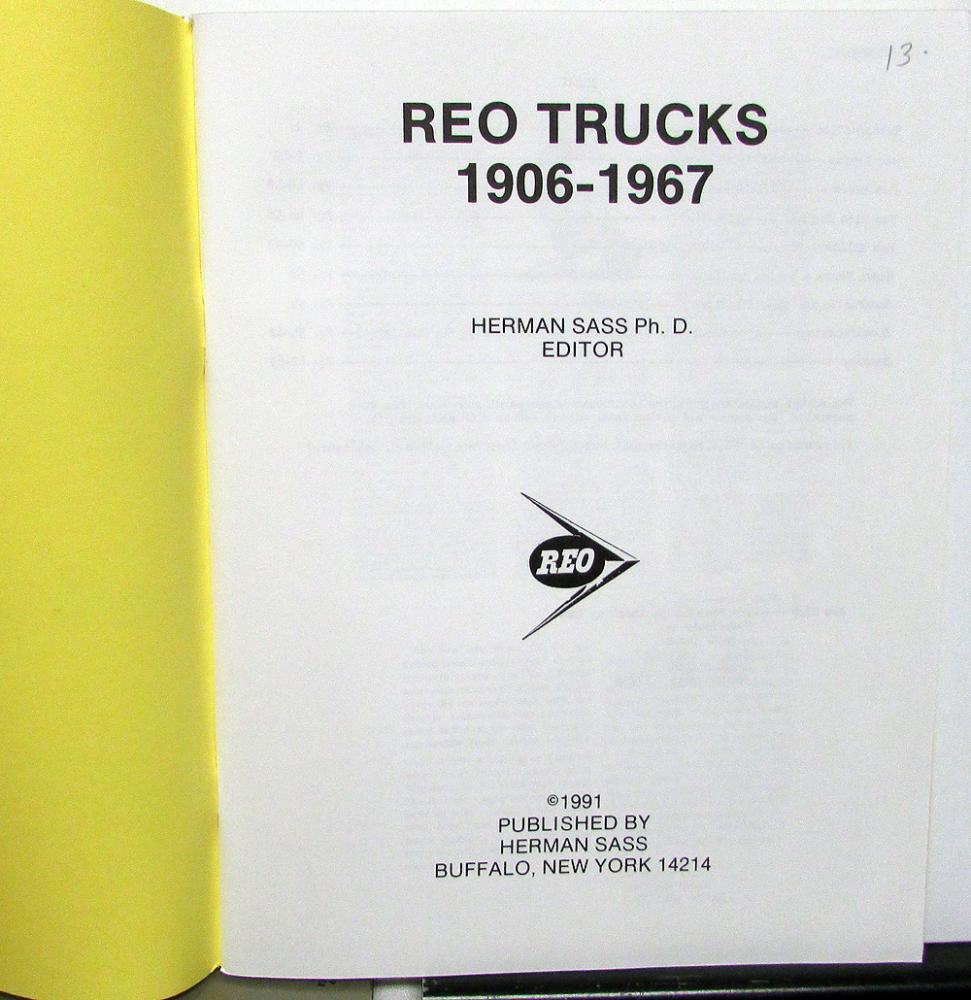 13.
REO TRUCKS
1906-1967
HERMAN SASS Ph. D.
EDITOR
REO
©1991
PUBLISHED BY
HERMAN SASS
BUFFALO, NEW YORK 14214